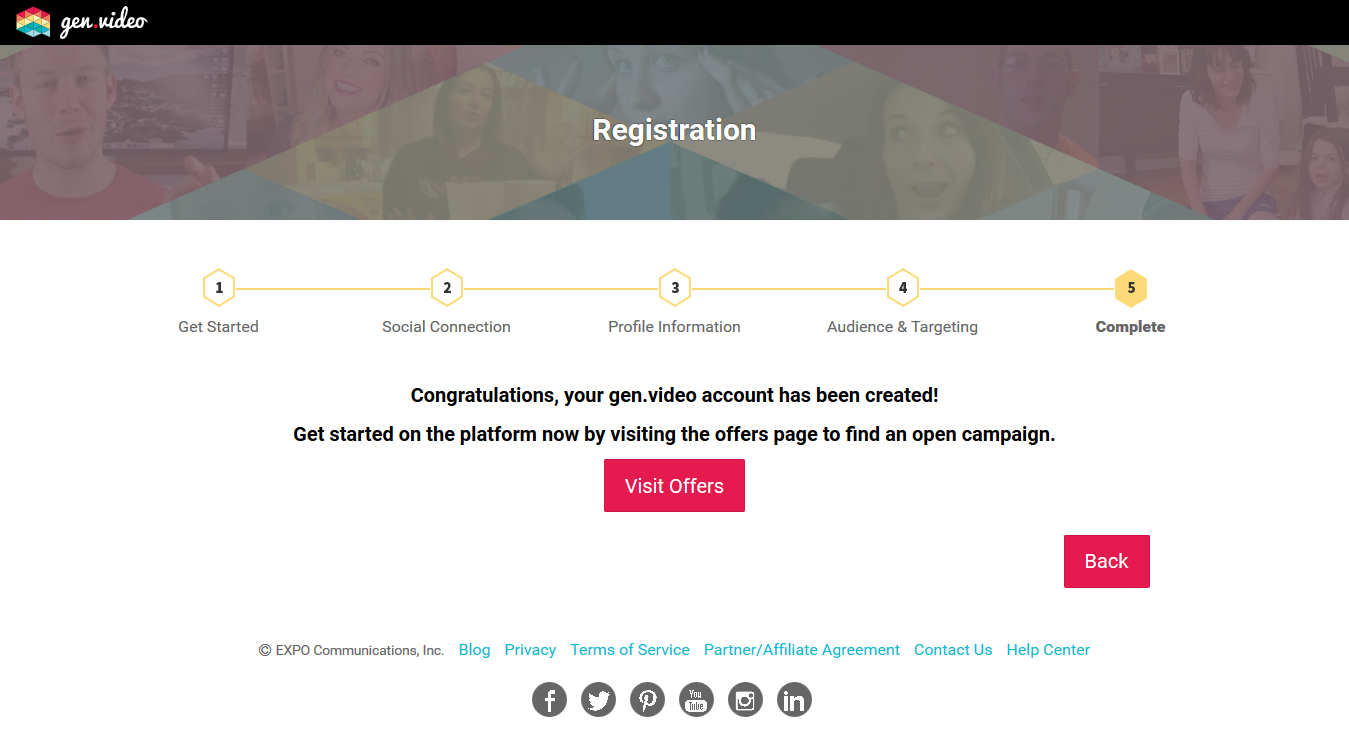 gen.video
Registration
1 2 3 4 5
Get Started Social Connection Profile Information Audience & Targeting Complete
Congratulations, your gen.video account has been created!
Get started on the platform now by visiting the offers page to find an open campaign.
Visit Offers
Back
© EXPO Communications, Inc. Blog Privacy Terms of Service Partner/Affiliate Agreement Contact Us Help Center
f You Tube in